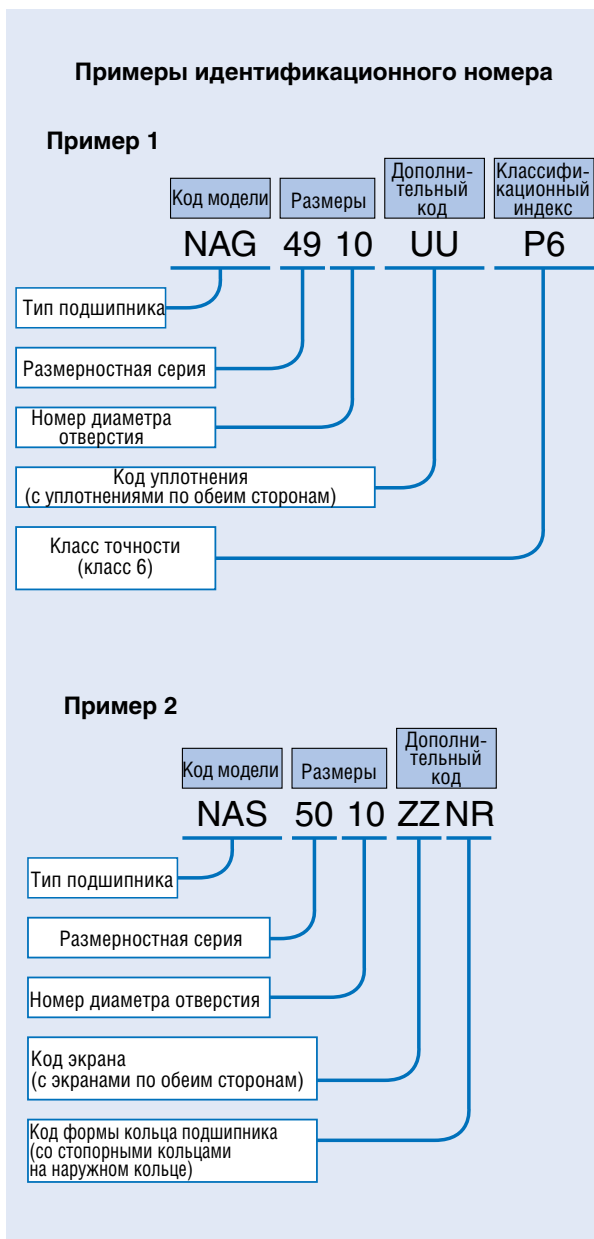 Примеры идентификационного номера
Пример 1
Код модели
Размеры
Дополни-
тельный
код
Классифи-
кационный
индекс
NAG 49 10 UU P6
Тип подшипника
Размерностная серия
Номер диаметра
отверстия
Код уплотнения
(с уплотнениями по обеим сторонам)
Класс точности
(класс 6)
Пример 2
Код модели
Размеры
Дополни-
тельный
код
NAS 50 10 ZZ NR
Тип подшипника
Размерностная серия
Номер диаметра отверстия
Код экрана
(с экранами по обеим сторонам)
Код формы кольца подшипника
(со стопорными кольцами
на наружном кольце)